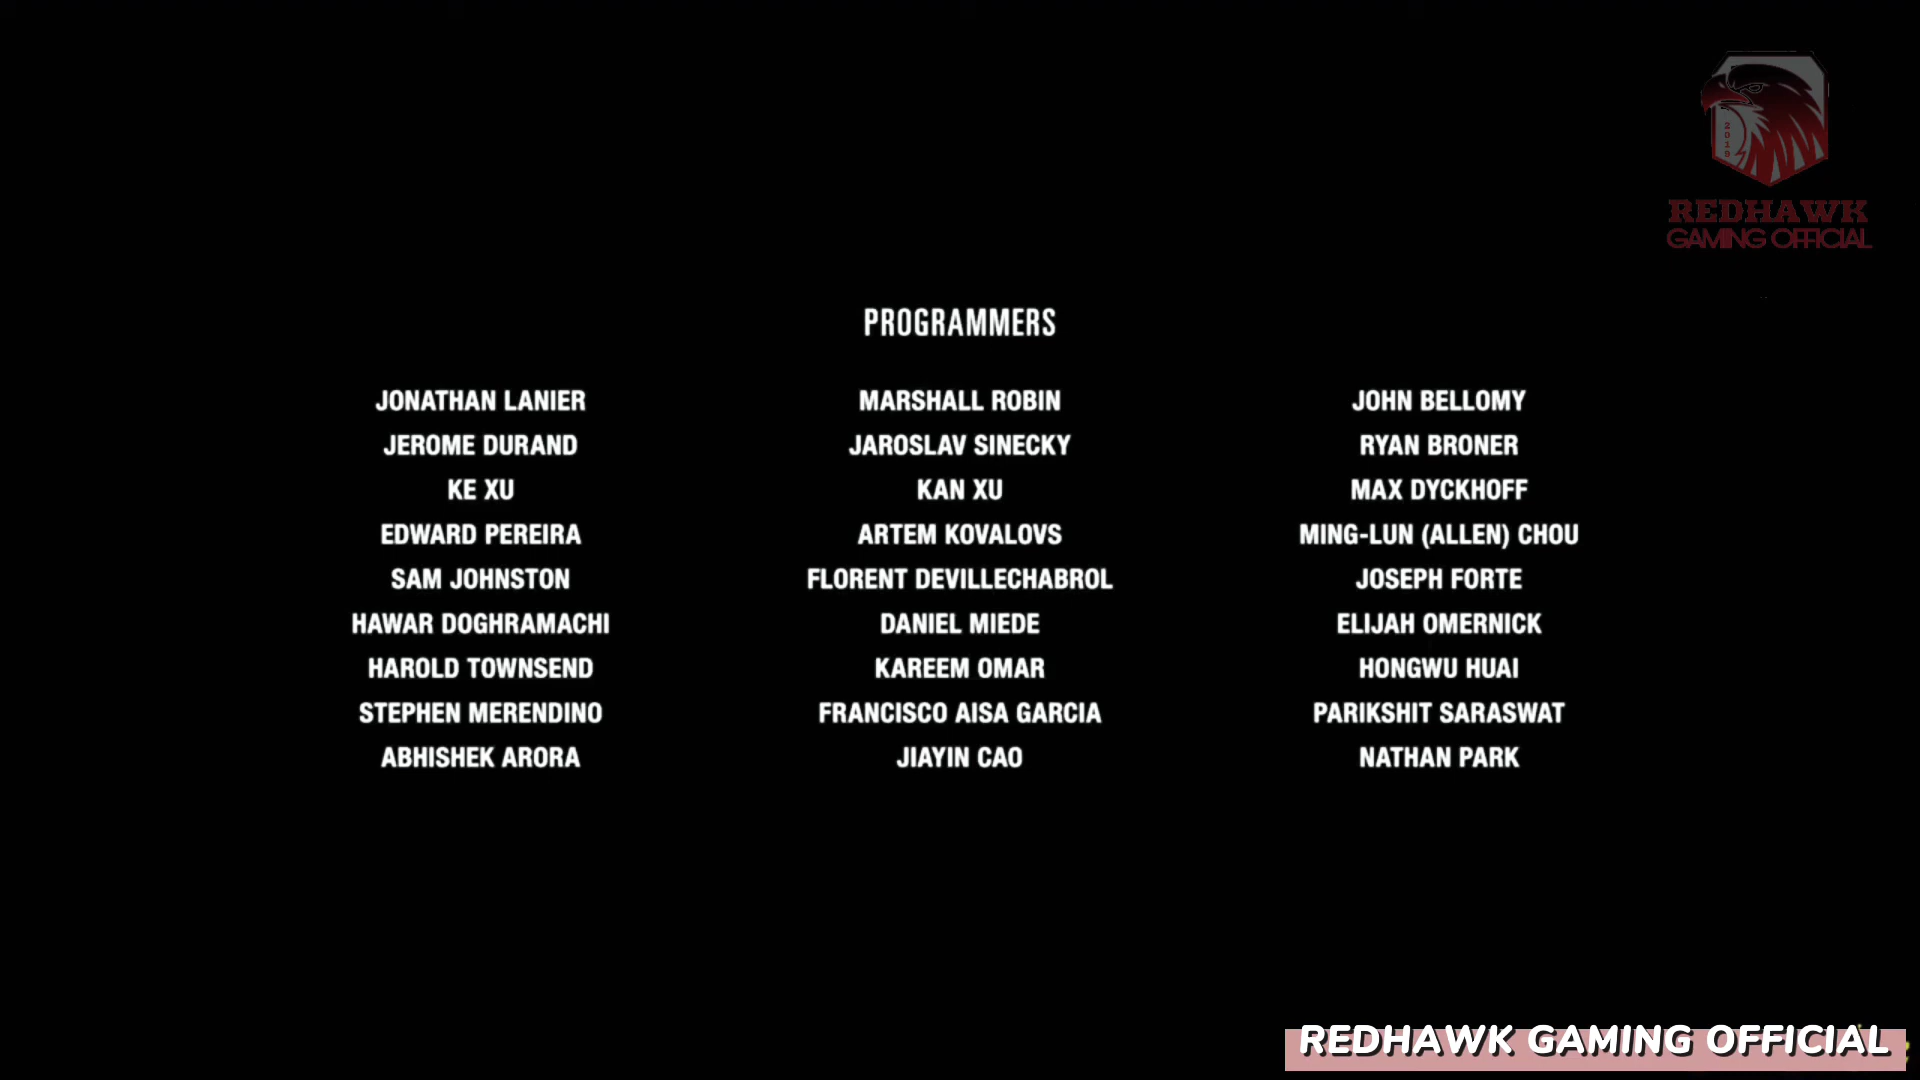 2019
REDHAWK
GAMING OFFICIAL
PROGRAMMERS
JONATHAN LANIER MARSHALL ROBIN JOHN BELLOMY
JEROME DURAND JAROSLAV SINECKY RYAN BRONER
KE XU KAN XU MAX DYCKHOFF
EDWARD PEREIRA ARTEM KOVALOVS MING-LUN (ALLEN) CHOU
SAM JOHNSTON FLORENT DEVILLECHABROL JOSEPH FORTE
HAWAR DOGHRAMACHI DANIEL MIEDE ELIJAH OMERNICK
HAROLD TOWNSEND KAREEM OMAR HONGWU HUAI
STEPHEN MERENDINO FRANCISCO AISA GARCIA PARIKSHIT SARASWAT
ABHISHEK ARORA JIAYIN CAO NATHAN PARK
REDHAWK GAMING OFFICIAL